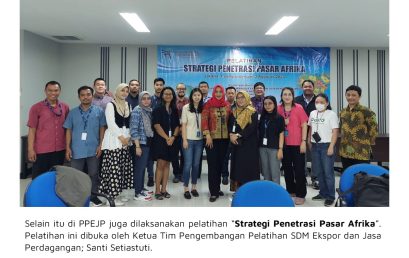 PELATIHAN
STRATEGI PENETRASI PASAR AFRIKA
Selain itu di PPEJP juga dilaksanakan pelatihan "Strategi Penetrasi Pasar Afrika".
Pelatihan ini dibuka oleh Ketua Tim Pengembangan Pelatihan SDM Ekspor dan Jasa
Perdagangan; Santi Setiastuti.